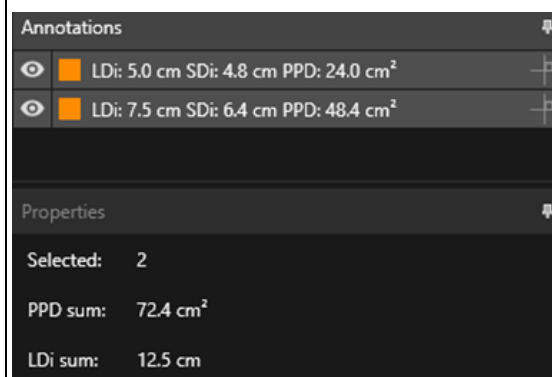 Annotations
LDi: 5.0 cm SDi: 4.8 cm PPD: 24.0 cm²
LDi: 7.5 cm SDi: 6.4 cm PPD: 48.4 cm²
Properties
Selected: 2
PPD sum: 72.4 cm²
LDi sum: 12.5 cm